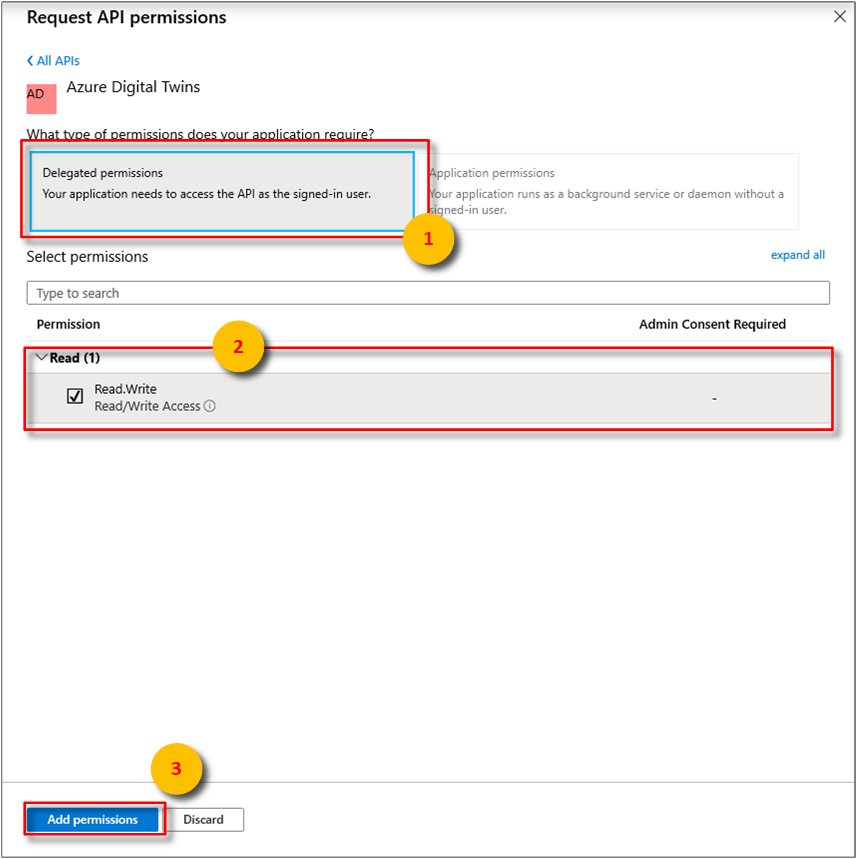 Request API permissions
All APIs
AD
Azure Digital Twins
What type of permissions does your application require?
Delegated permissions
Your application needs to access the API as the signed-in user.
Application permissions
Your application runs as a background service or daemon without a
signed-in user.
1
Select permissions
expand all
Type to search
Permission
Admin Consent Required
2
Read (1)
Read.Write
Read/Write Access
-
3
Add permissions
Discard